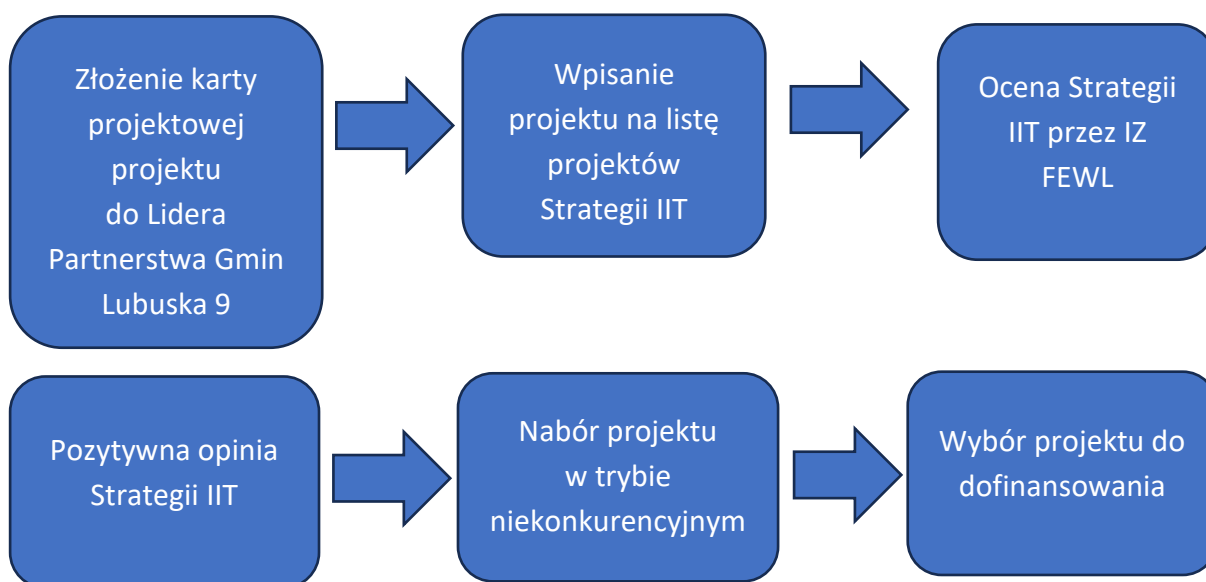 Złożenie karty
projektowej
projektu
do Lidera
Partnerstwa Gmin
Lubuska 9
Wpisanie
projektu na listę
projektów
Strategii IIT
Ocena Strategii
IIT przez IZ
FEWL
Pozytywna opinia
Strategii IIT
Nabór projektu
w trybie
niekonkurencyjnym
Wybór projektu do
dofinansowania